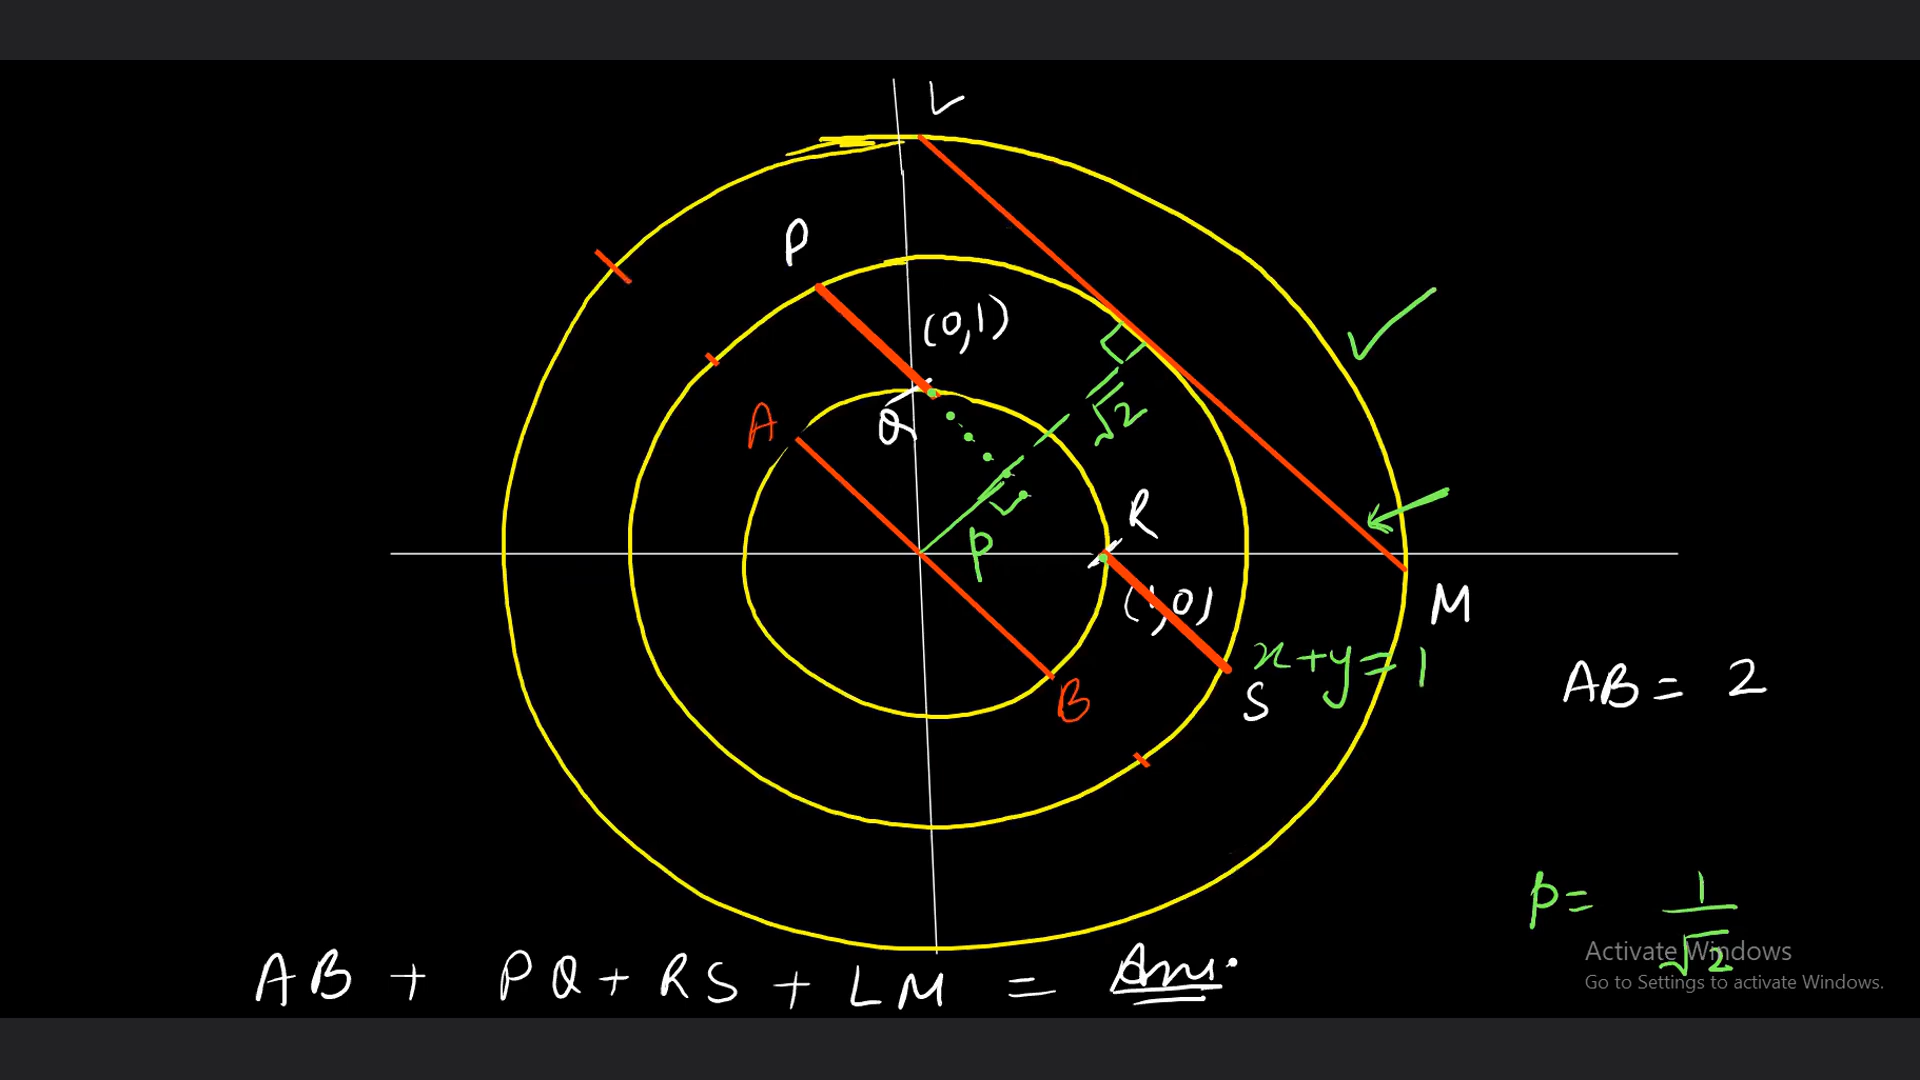 L
P
(0,1)
A
Q
√2
R
p
(1,0)
M
x+y=1
S
AB = 2
B
p = 1/√2
Activate Windows
Go to Settings to activate Windows.
AB + PQ + RS + LM = Ans.